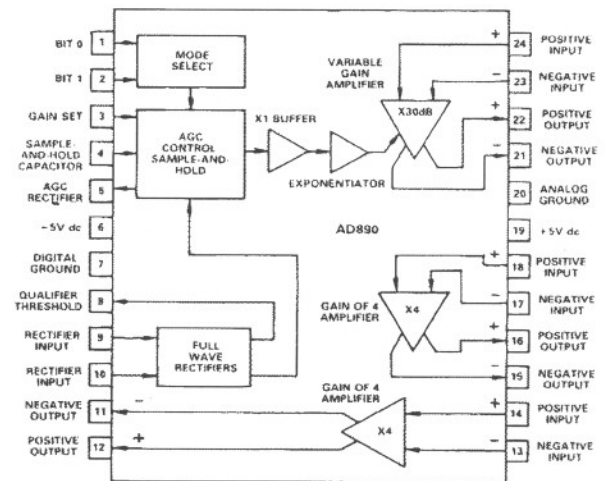 BIT 0
1
MODE
SELECT
BIT 1
2
GAIN SET
3
AGC
CONTROL
SAMPLE-AND-
HOLD
SAMPLE-
AND-HOLD
CAPACITOR
4
AGC
RECTIFIER
5
-5V dc
6
DIGITAL
GROUND
7
QUALIFIER
THRESHOLD
8
RECTIFIER
INPUT
9
RECTIFIER
INPUT
10
FULL
WAVE
RECTIFIERS
NEGATIVE
OUTPUT
11
-
POSITIVE
OUTPUT
12
+
X1 BUFFER
EXPONENTIATOR
VARIABLE
GAIN
AMPLIFIER
X30dB
AD890
GAIN OF 4
AMPLIFIER
X4
GAIN OF 4
AMPLIFIER
X4
+
24
POSITIVE
INPUT
-
23
NEGATIVE
INPUT
22
POSITIVE
OUTPUT
21
NEGATIVE
OUTPUT
20
ANALOG
GROUND
19
+5V dc
+
18
POSITIVE
INPUT
-
17
NEGATIVE
INPUT
+
16
POSITIVE
OUTPUT
-
15
NEGATIVE
OUTPUT
+
14
POSITIVE
INPUT
-
13
NEGATIVE
INPUT